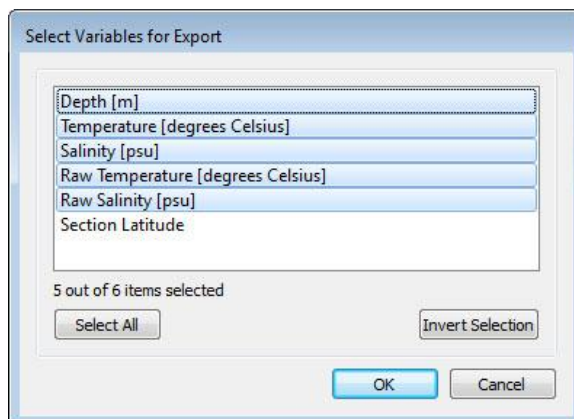 Select Variables for Export
Depth [m]
Temperature [degrees Celsius]
Salinity [psu]
Raw Temperature [degrees Celsius]
Raw Salinity [psu]
Section Latitude
5 out of 6 items selected
Select All
Invert Selection
OK
Cancel